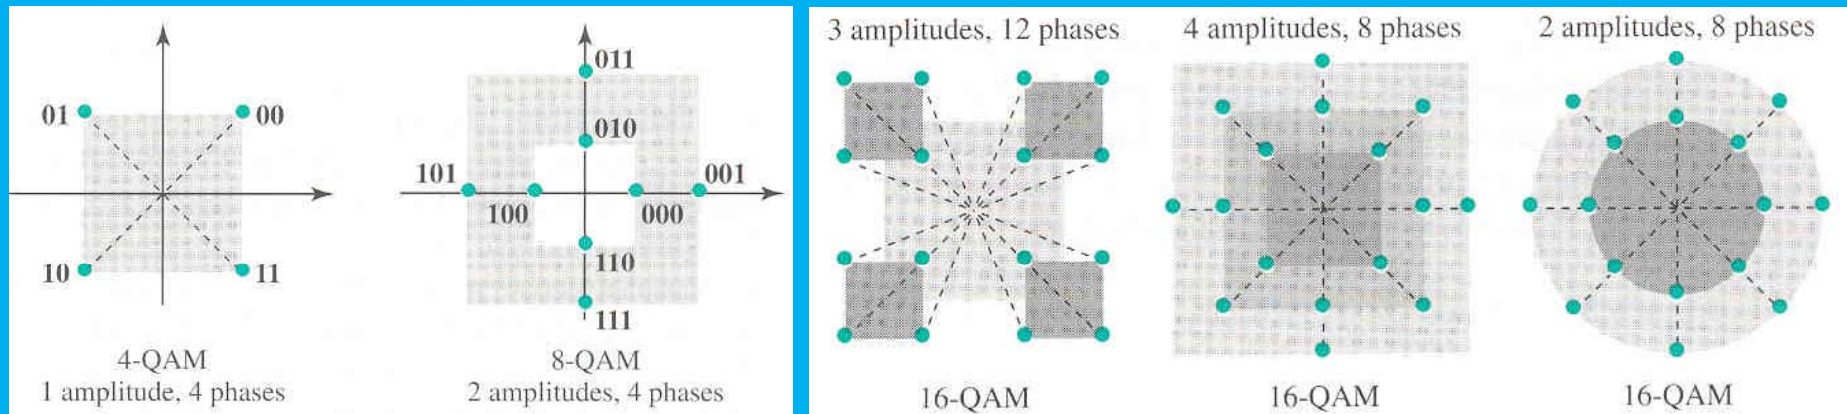 01
00
10
11
4-QAM
1 amplitude, 4 phases
011
010
101
001
100
000
110
111
8-QAM
2 amplitudes, 4 phases
3 amplitudes, 12 phases
16-QAM
4 amplitudes, 8 phases
16-QAM
2 amplitudes, 8 phases
16-QAM